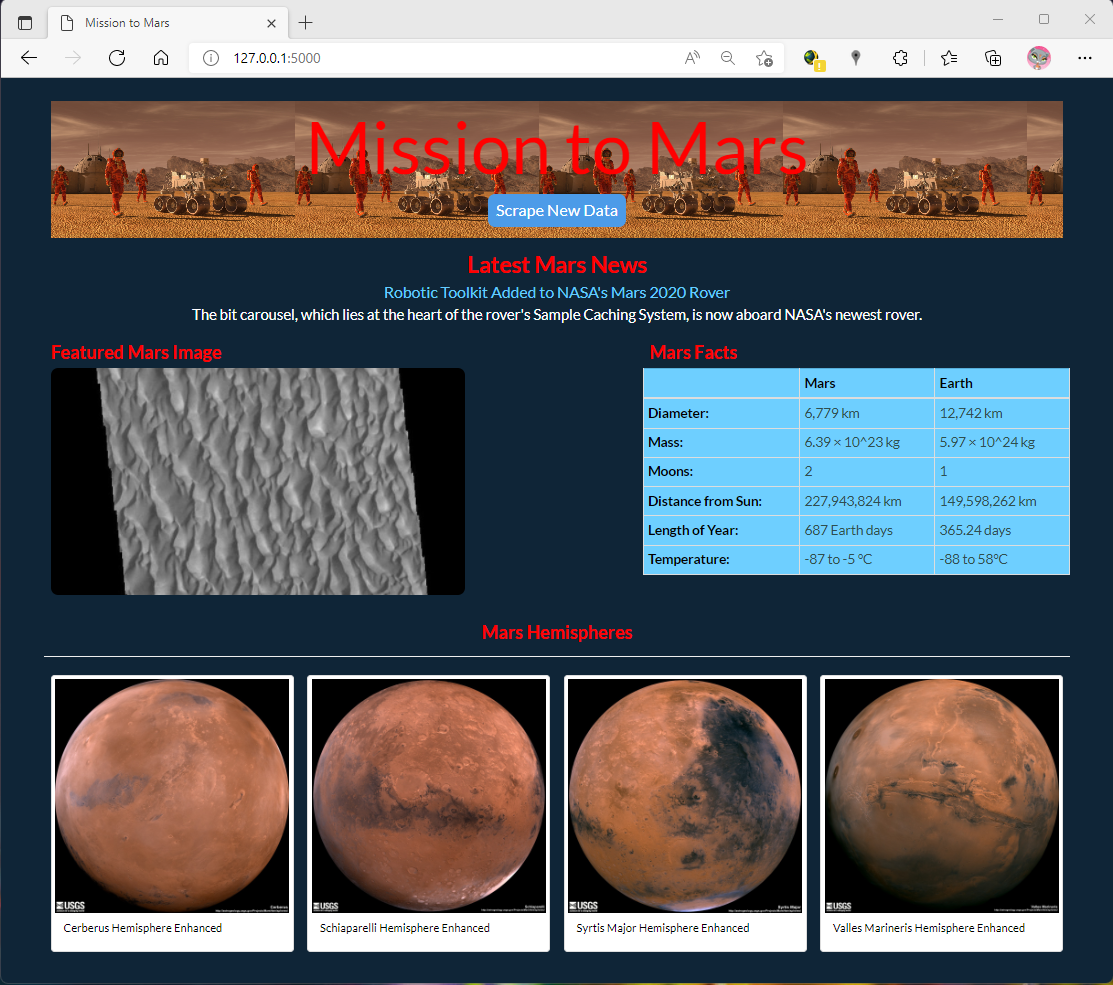 Mission to Mars
127.0.0.1:5000
Mission to Mars
Scrape New Data
Latest Mars News
Robotic Toolkit Added to NASA's Mars 2020 Rover
The bit carousel, which lies at the heart of the rover's Sample Caching System, is now aboard NASA's newest rover.
Featured Mars Image
Mars Facts
Mars Earth
Diameter: 6,779 km 12,742 km
Mass: 6.39 × 10^23 kg 5.97 × 10^24 kg
Moons: 2 1
Distance from Sun: 227,943,824 km 149,598,262 km
Length of Year: 687 Earth days 365.24 days
Temperature: -87 to -5 °C -88 to 58°C
Mars Hemispheres
USGS Cerberus
USGS Schiaparelli
USGS Syrtis Major
USGS Valles Marineris
Cerberus Hemisphere Enhanced
Schiaparelli Hemisphere Enhanced
Syrtis Major Hemisphere Enhanced
Valles Marineris Hemisphere Enhanced